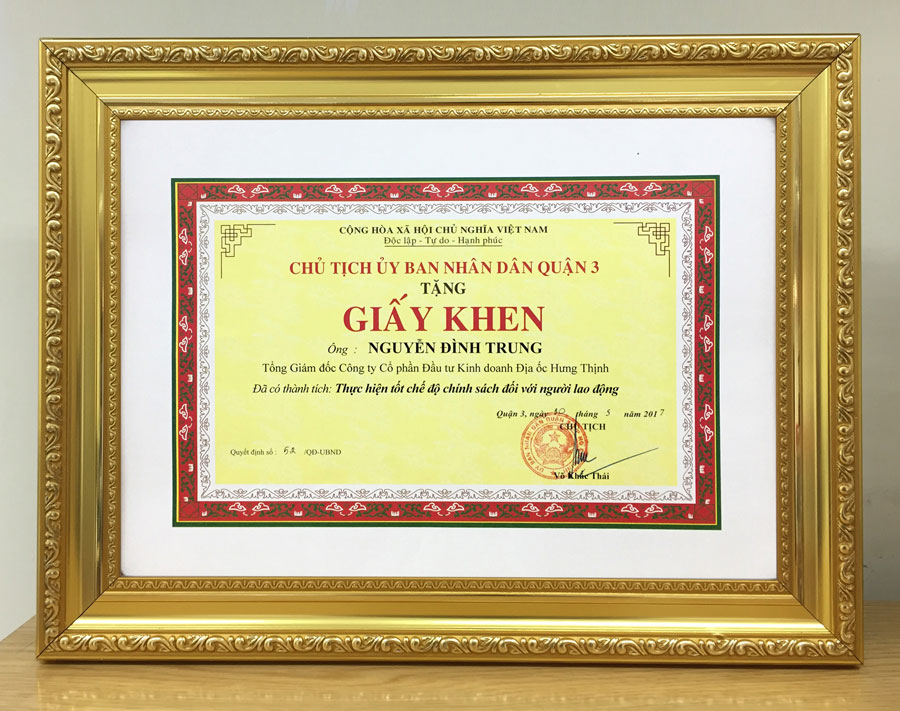 CỘNG HÒA XÃ HỘI CHỦ NGHĨA VIỆT NAM
Độc lập - Tự do - Hạnh phúc
CHỦ TỊCH ỦY BAN NHÂN DÂN QUẬN 3
TẶNG
GIẤY KHEN
Ông : NGUYỄN ĐÌNH TRUNG
Tổng Giám đốc Công ty Cổ phần Đầu tư Kinh doanh Địa ốc Hưng Thịnh
Đã có thành tích: Thực hiện tốt chế độ chính sách đối với người lao động
Quận 3, ngày tháng 5 năm 2017
CHỦ TỊCH
Quyết định số : 52 /QĐ-UBND
Võ Khắc Thái